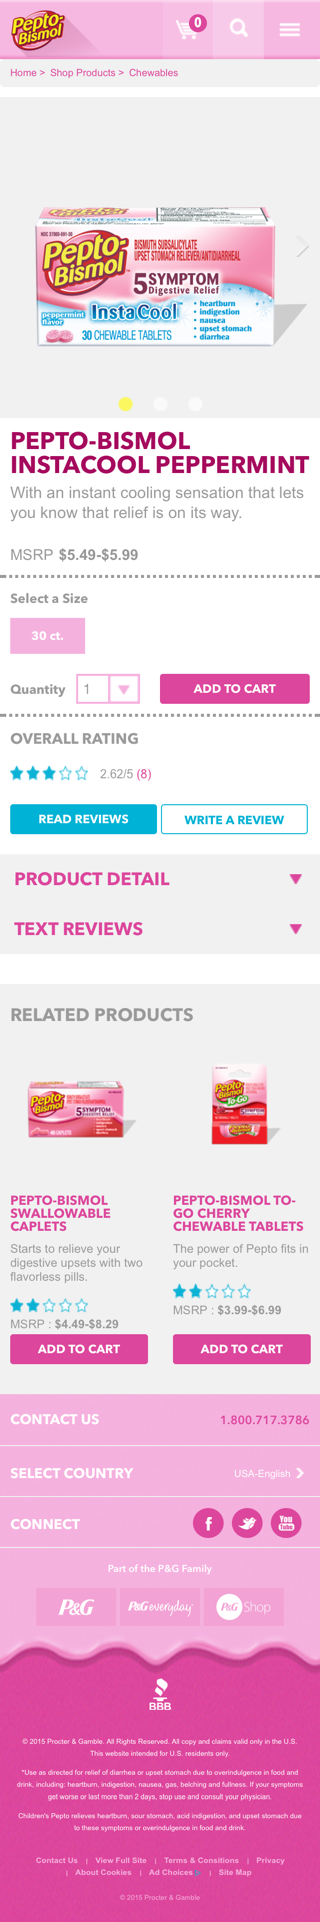 Pepto-
Bismol
0
Home > Shop Products > Chewables
Pepto-
Bismol
BISMUTH SUBSALICYLATE
UPSET STOMACH RELIEVER/ANTIDIARRHEAL
5 SYMPTOM
Digestive Relief
peppermint
flavor
InstaCool
30 CHEWABLE TABLETS
• heartburn
• indigestion
• nausea
• upset stomach
• diarrhea
PEPTO-BISMOL
INSTACOOL PEPPERMINT
With an instant cooling sensation that lets
you know that relief is on its way.
MSRP $5.49-$5.99
Select a Size
30 ct.
Quantity 1 ADD TO CART
OVERALL RATING
2.62/5 (8)
READ REVIEWS WRITE A REVIEW
PRODUCT DETAIL
TEXT REVIEWS
RELATED PRODUCTS
Pepto-
Bismol
5 SYMPTOM
DIGESTIVE RELIEF
PEPTO-BISMOL
SWALLOWABLE
CAPLETS
Starts to relieve your
digestive upsets with two
flavorless pills.
MSRP : $4.49-$8.29
ADD TO CART
Pepto-
Bismol
To-Go
PEPTO-BISMOL TO-
GO CHERRY
CHEWABLE TABLETS
The power of Pepto fits in
your pocket.
MSRP : $3.99-$6.99
ADD TO CART
CONTACT US 1.800.717.3786
SELECT COUNTRY USA-English
CONNECT f You Tube
Part of the P&G Family
P&G P&G everyday P&G Shop
BBB
© 2015 Procter & Gamble. All Rights Reserved. All copy and claims valid only in the U.S.
This website intended for U.S. residents only.
*Use as directed for relief of diarrhea or upset stomach due to overindulgence in food and
drink, including: heartburn, indigestion, nausea, gas, belching and fullness. If your symptoms
get worse or last more than 2 days, stop use and consult your physician.
Children's Pepto relieves heartburn, sour stomach, acid indigestion, and upset stomach due
to these symptoms or overindulgence in food and drink.
Contact Us | View Full Site | Terms & Consitions | Privacy
| About Cookies | Ad Choices | Site Map
© 2015 Procter & Gamble